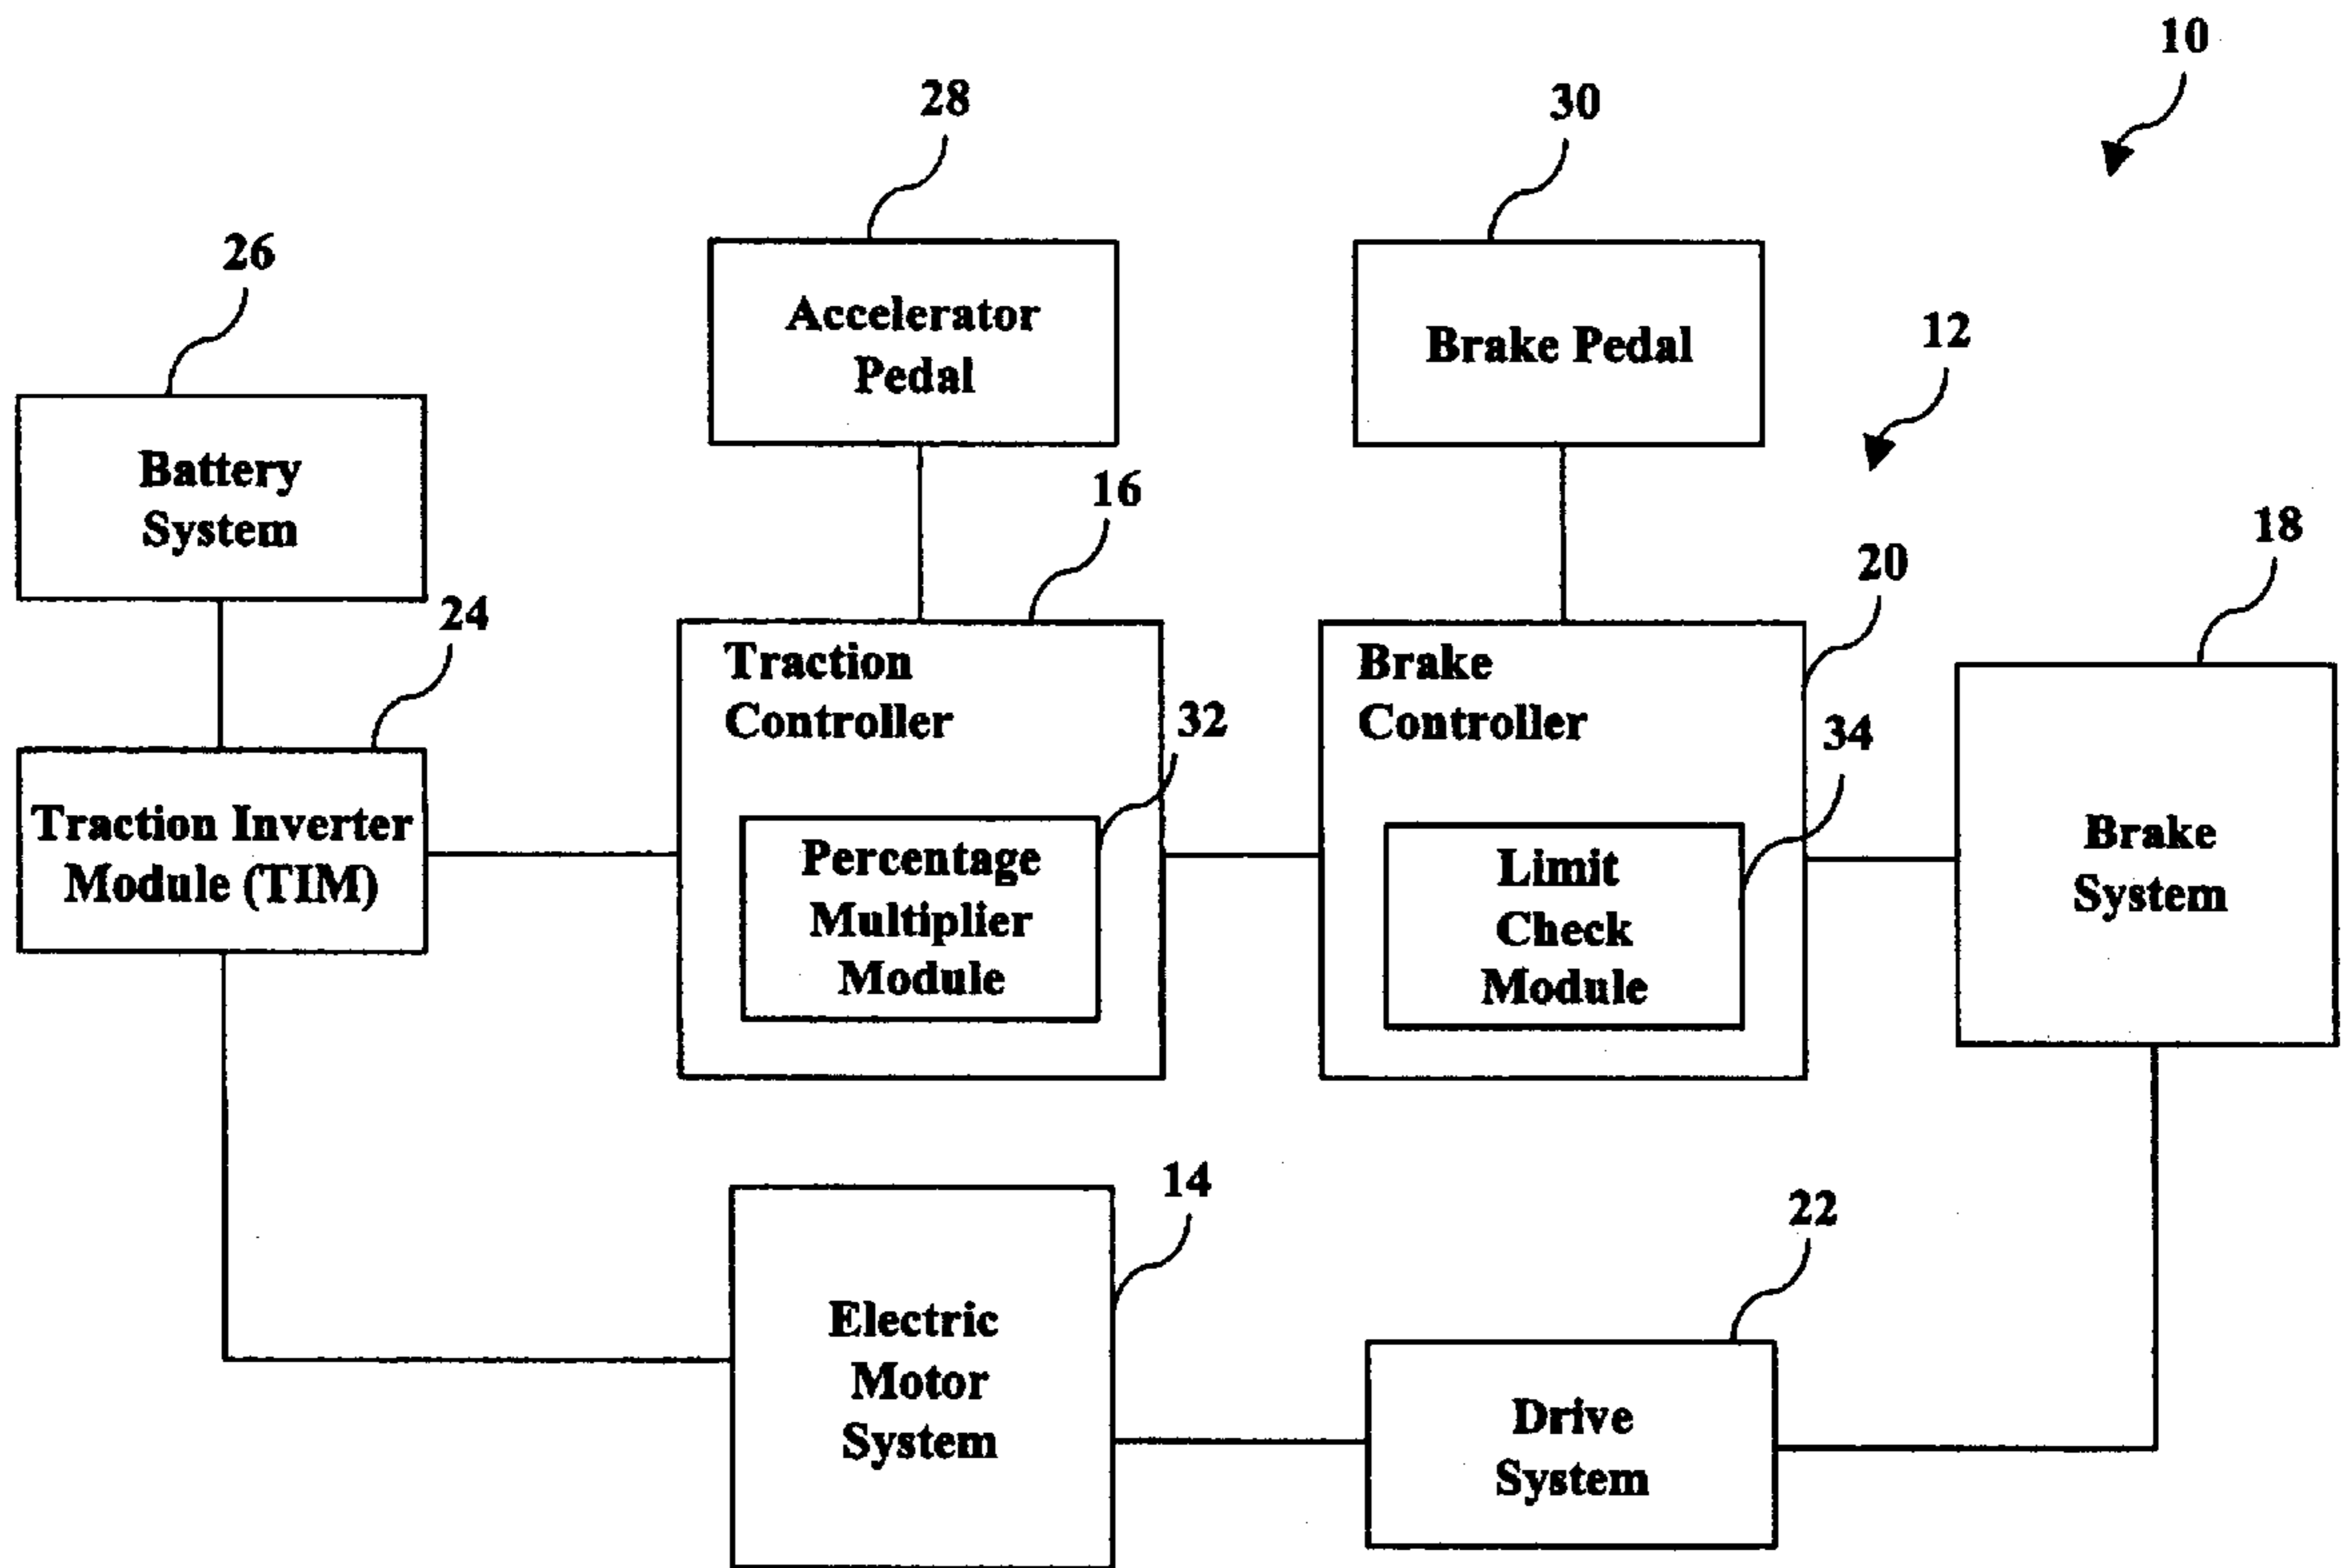 10
28
30
26
Accelerator
Pedal
Brake Pedal
12
Battery
System
16
18
20
24
Traction
Controller
Brake
Controller
32
34
Traction Inverter
Module (TIM)
Percentage
Multiplier
Module
Limit
Check
Module
Brake
System
14
22
Electric
Motor
System
Drive
System